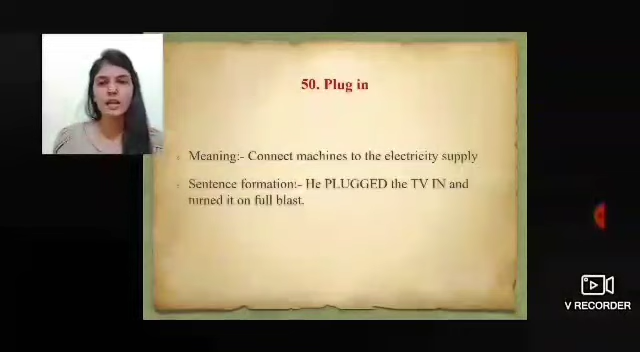 50. Plug in
Meaning:- Connect machines to the electricity supply
Sentence formation:- He PLUGGED the TV IN and
turned it on full blast.
V RECORDER